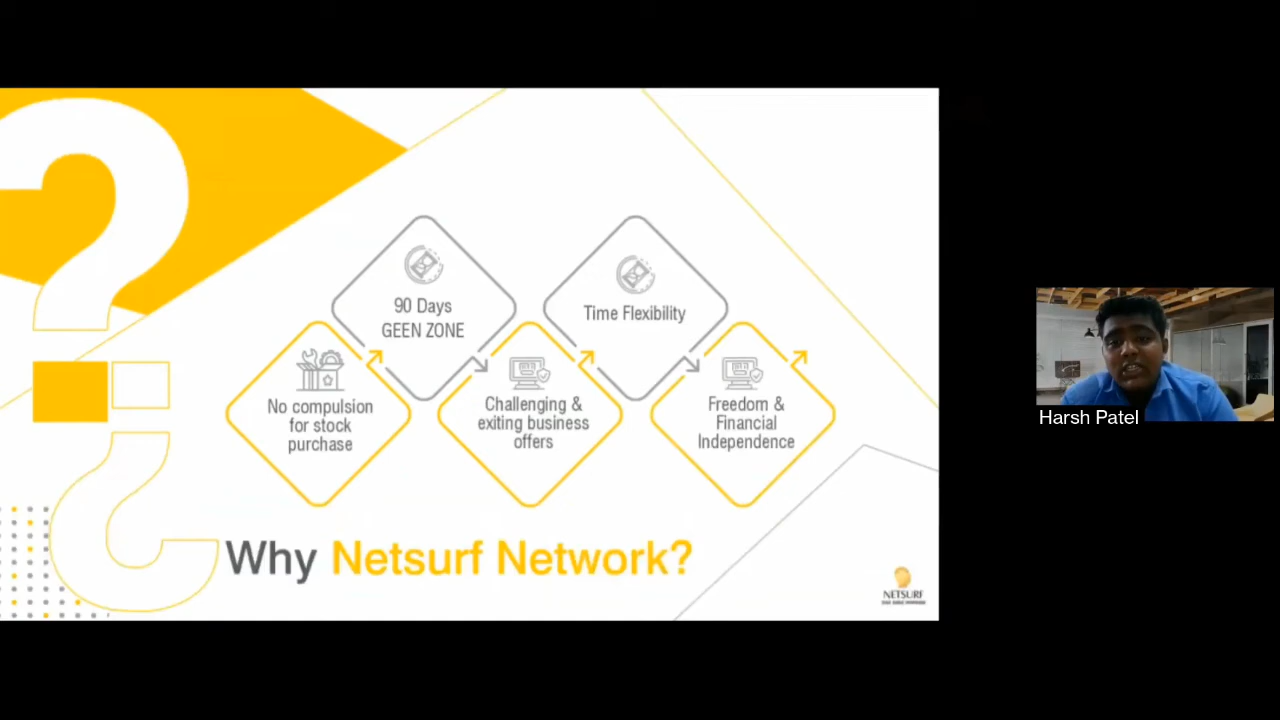 90 Days
GEEN ZONE
Time Flexibility
No compulsion
for stock
purchase
Challenging &
exiting business
offers
Freedom &
Financial
Independence
Why Netsurf Network?
NETSURF
Harsh Patel